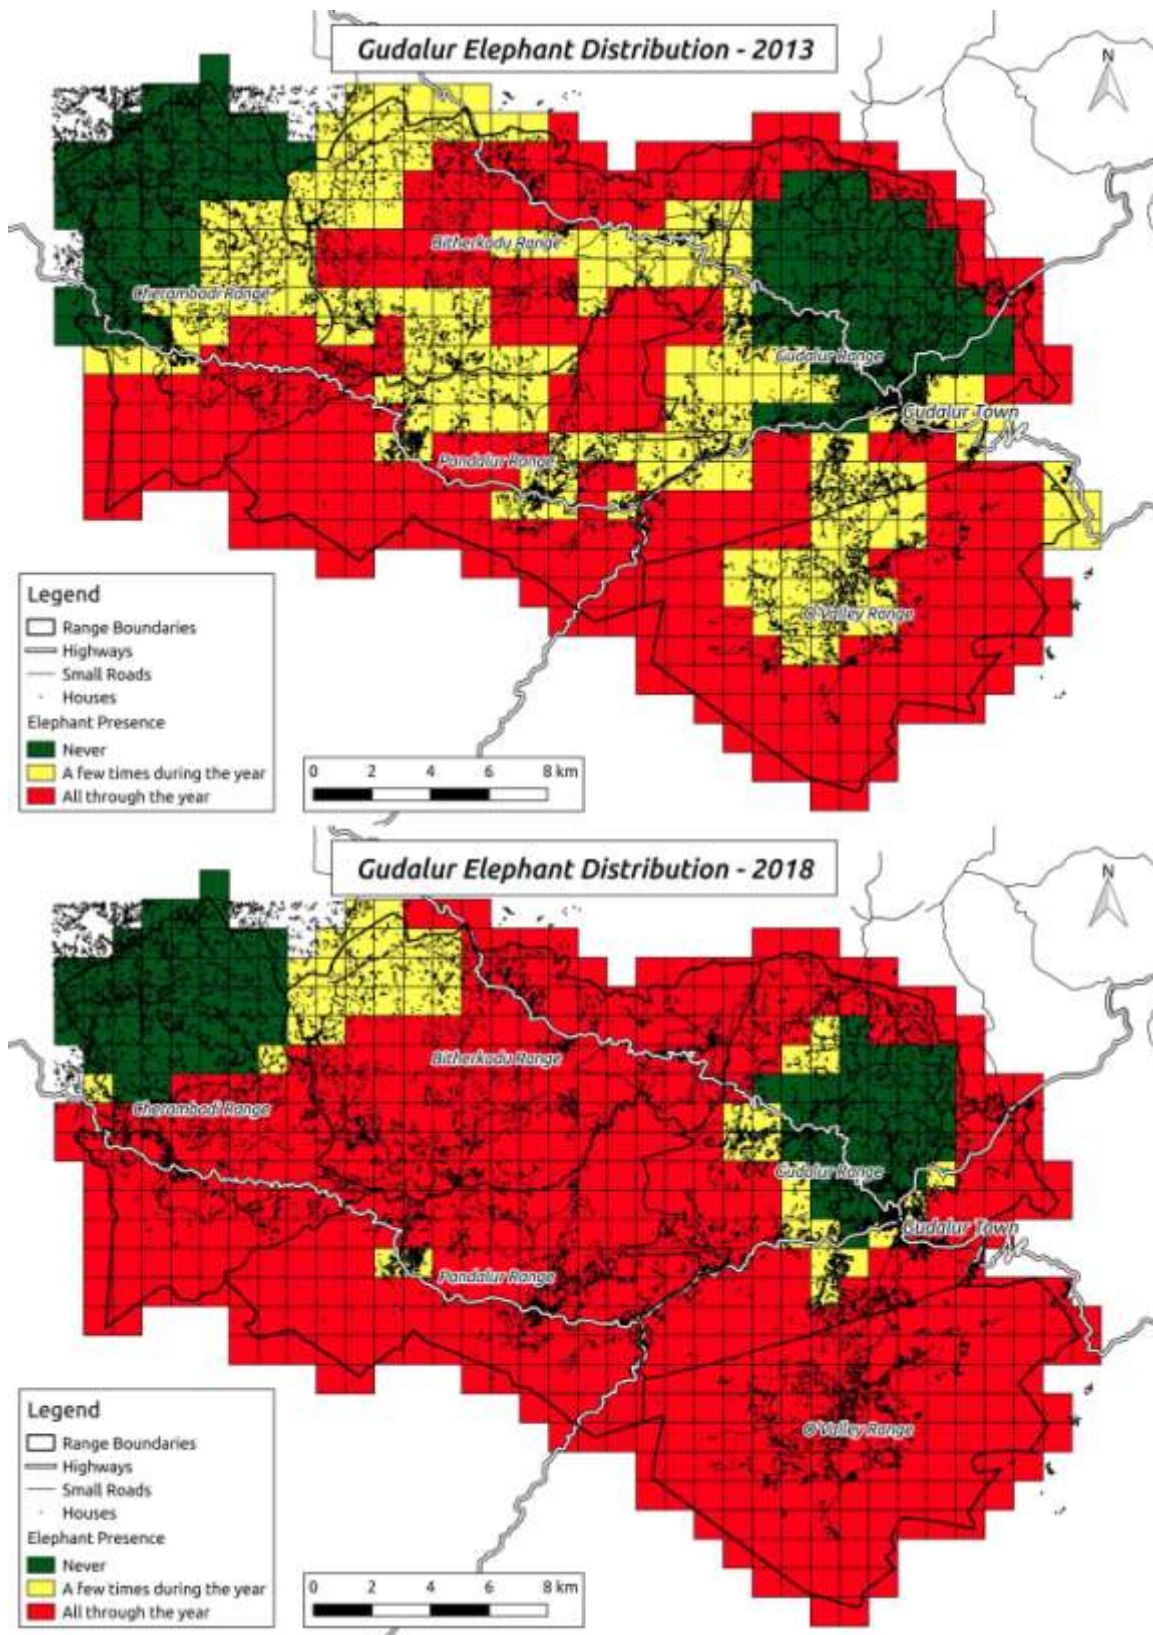 Gudalur Elephant Distribution - 2013
N
Bitherkadu Range
Cherambadi Range
Gudalur Range
Gudalur Town
Pandalur Range
O'Valley Range
Legend
Range Boundaries
Highways
Small Roads
Houses
Elephant Presence
Never
A few times during the year
All through the year
0 2 4 6 8 km
Gudalur Elephant Distribution - 2018
N
Bitherkadu Range
Cherambadi Range
Gudalur Range
Gudalur Town
Pandalur Range
O'Valley Range
Legend
Range Boundaries
Highways
Small Roads
Houses
Elephant Presence
Never
A few times during the year
All through the year
0 2 4 6 8 km